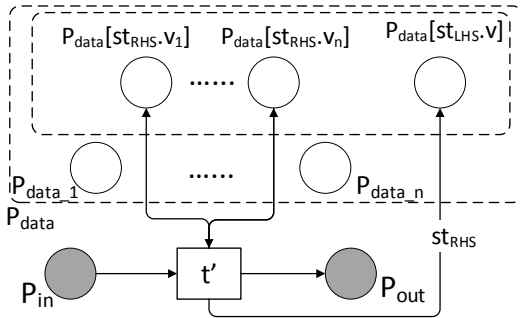 P_data[st_RHS.v_1] P_data[st_RHS.v_n] P_data[st_LHS.v]
......
......
P_data_1 P_data_n
P_data
st_RHS
t'
P_in P_out